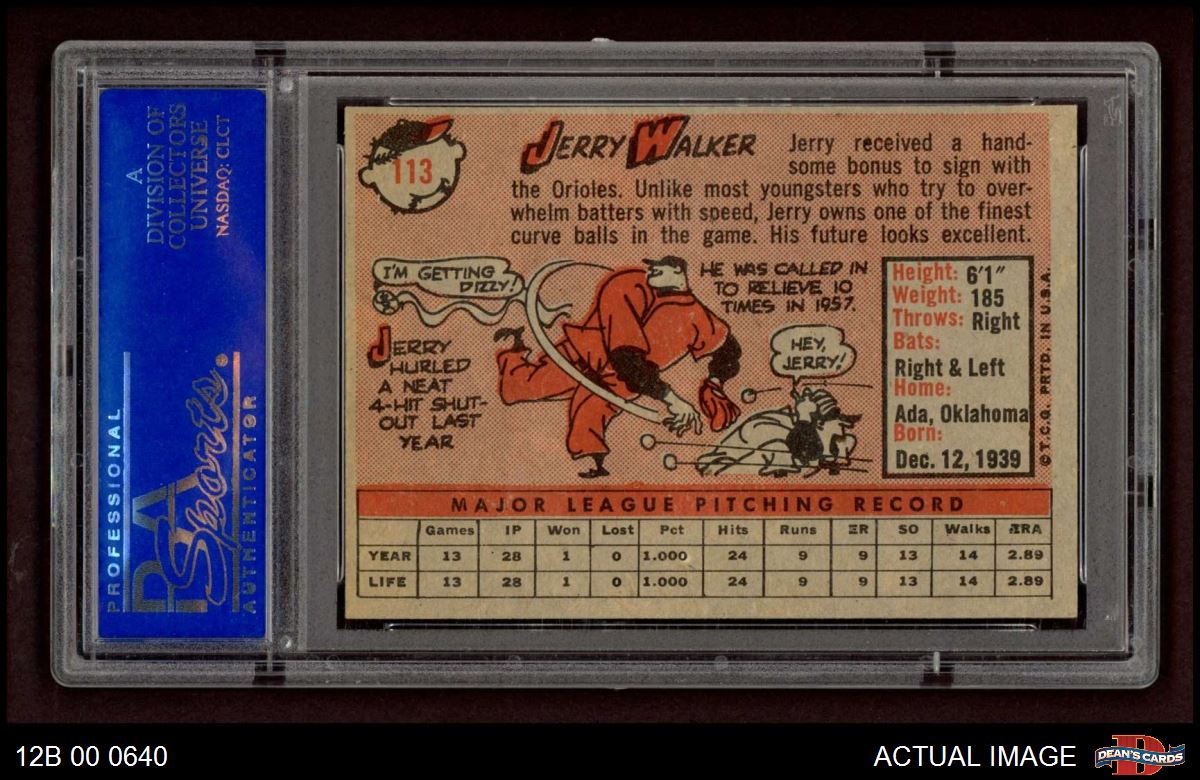 A
DIVISION OF
COLLECTORS
UNIVERSE
NASDAQ: CLCT
PROFESSIONAL
PSA
Sports
AUTHENTICATOR
113
JERRY WALKER
Jerry received a hand-
some bonus to sign with
the Orioles. Unlike most youngsters who try to over-
whelm batters with speed, Jerry owns one of the finest
curve balls in the game. His future looks excellent.
I'M GETTING
DIZZY!
JERRY
HURLED
A NEAT
4-HIT SHUT-
OUT LAST
YEAR
HE WAS CALLED IN
TO RELIEVE 10
TIMES IN 1957.
HEY,
JERRY!
Height: 6'1"
Weight: 185
Throws: Right
Bats:
Right & Left
Home:
Ada, Oklahoma
Born:
Dec. 12, 1939
© T.C.G. PRTD. IN U.S.A.
MAJOR LEAGUE PITCHING RECORD
Games IP Won Lost Pct Hits Runs ER SO Walks ERA
YEAR 13 28 1 0 1.000 24 9 9 13 14 2.89
LIFE 13 28 1 0 1.000 24 9 9 13 14 2.89
12B 00 0640
ACTUAL IMAGE
D
DEAN'S CARDS